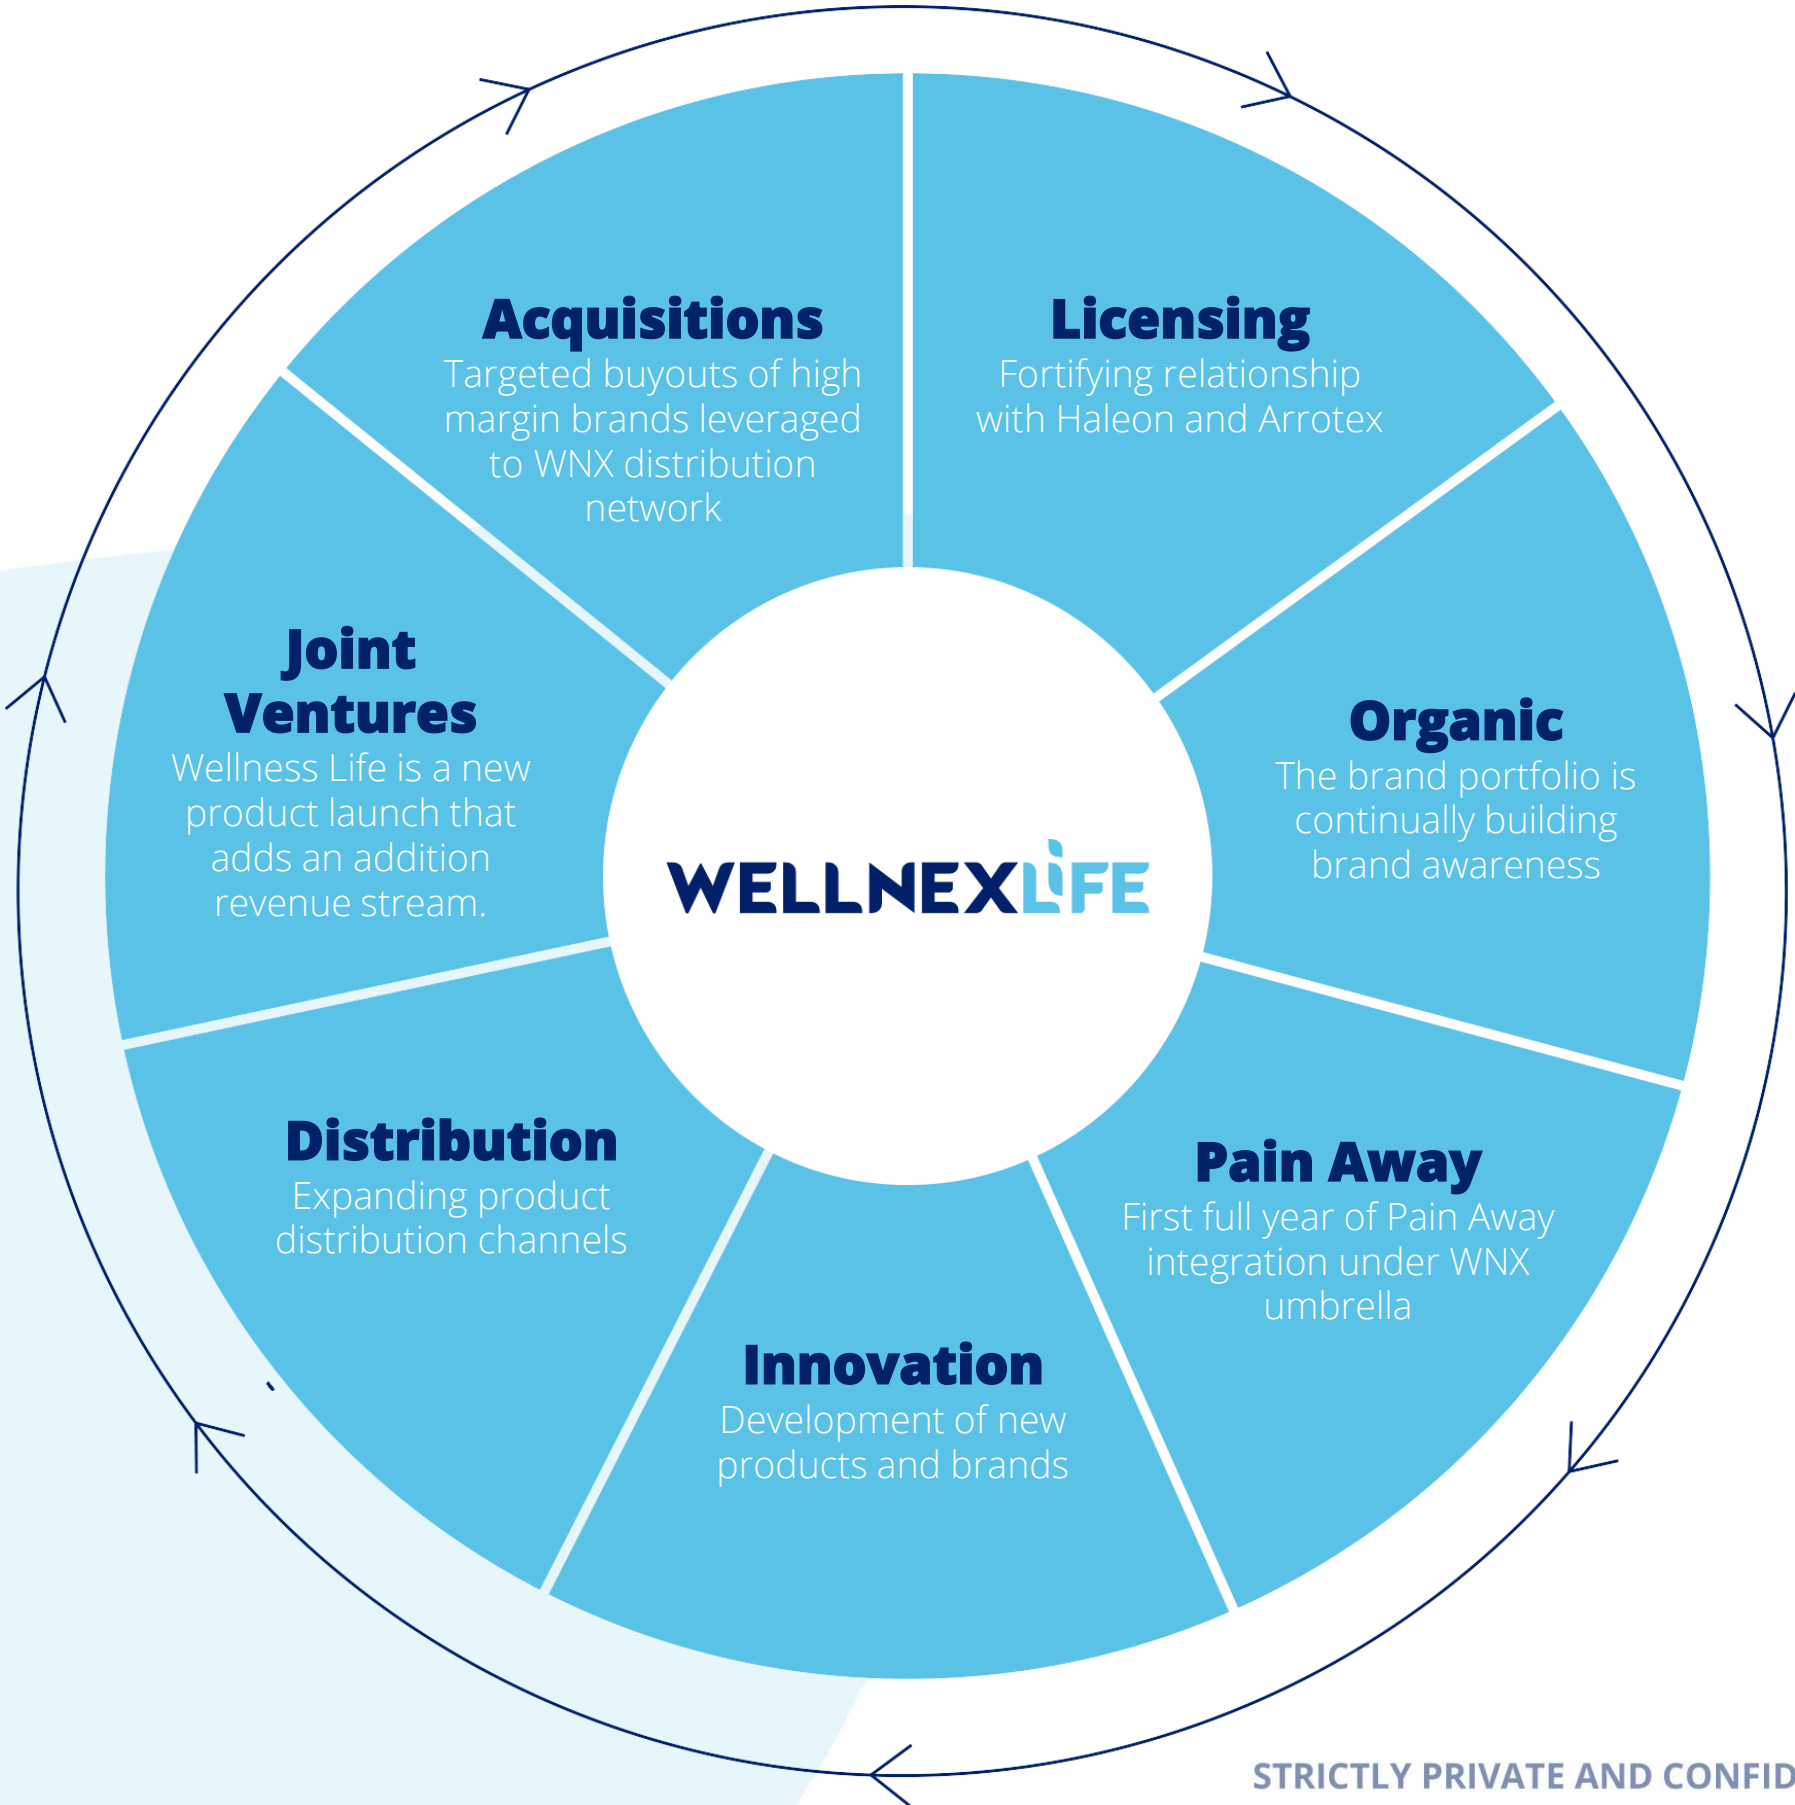 Acquisitions
Targeted buyouts of high
margin brands leveraged
to WNX distribution
network
Licensing
Fortifying relationship
with Haleon and Arrotex
Joint
Ventures
Wellness Life is a new
product launch that
adds an addition
revenue stream.
Organic
The brand portfolio is
continually building
brand awareness
WELLNEXLIFE
Distribution
Expanding product
distribution channels
Pain Away
First full year of Pain Away
integration under WNX
umbrella
Innovation
Development of new
products and brands
STRICTLY PRIVATE AND CONFID